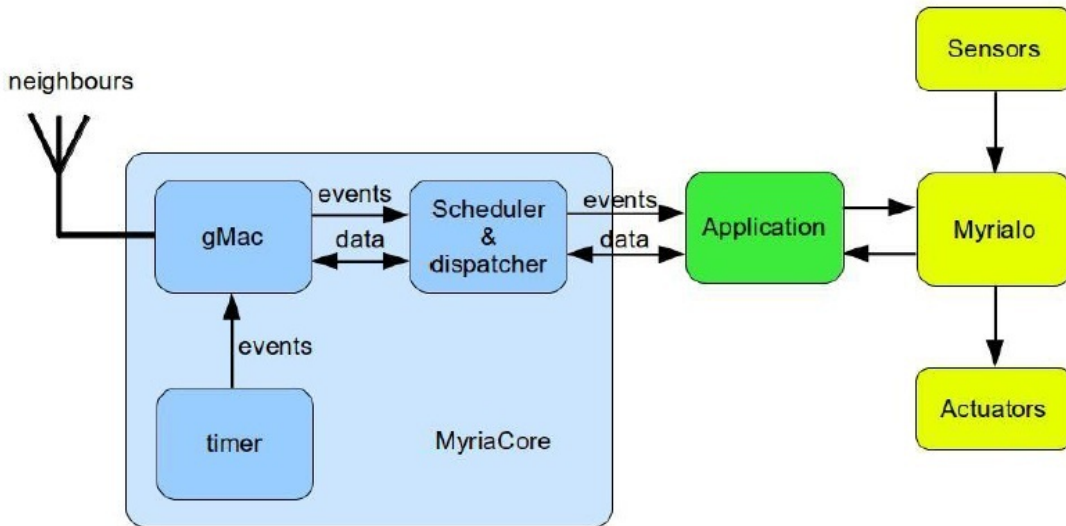 neighbours
Sensors
gMac
events
data
Scheduler
&
dispatcher
events
data
Application
MyriaIo
events
timer
MyriaCore
Actuators